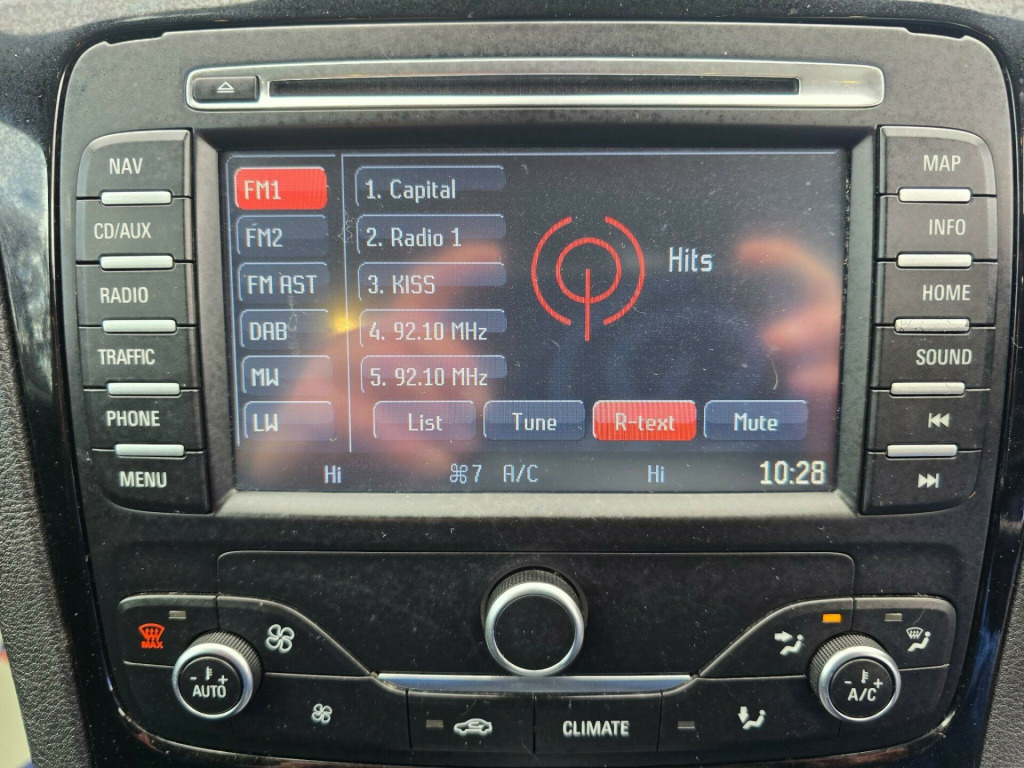 NAV
CD/AUX
RADIO
TRAFFIC
PHONE
MENU
FM1
FM2
FM AST
DAB
MW
LW
1. Capital
2. Radio 1
3. KISS
4. 92.10 MHz
5. 92.10 MHz
Hits
List Tune R-text Mute
Hi 7 A/C Hi 10:28
MAP
INFO
HOME
SOUND
MAX
- +
AUTO
- +
A/C
CLIMATE